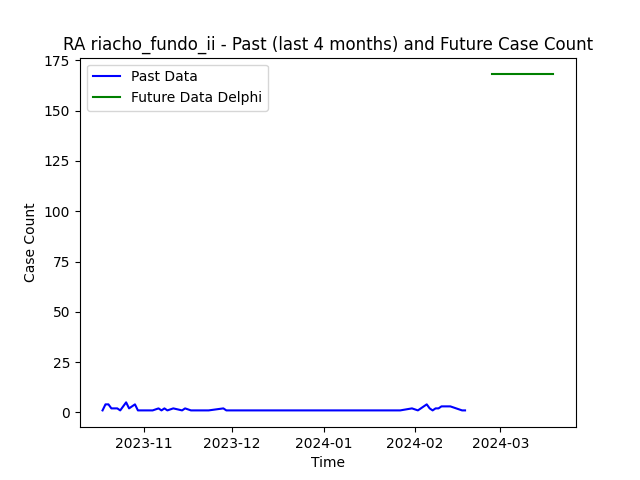 RA riacho_fundo_ii - Past (last 4 months) and Future Case Count
Past Data
Future Data Delphi
Case Count
175
150
125
100
75
50
25
0
2023-11
2023-12
2024-01
2024-02
2024-03
Time